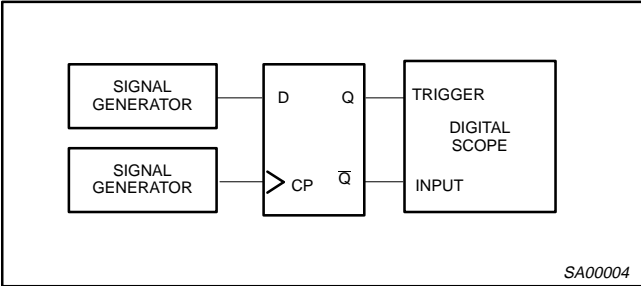 SIGNAL
GENERATOR
D
Q
TRIGGER
DIGITAL
SCOPE
SIGNAL
GENERATOR
CP
Q̅
INPUT
SA00004